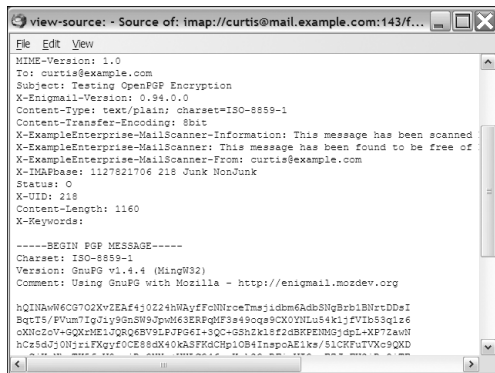 view-source: - Source of: imap://curtis@mail.example.com:143/f...
File Edit View
MIME-Version: 1.0
To: curtis@example.com
Subject: Testing OpenPGP Encryption
X-Enigmail-Version: 0.94.0.0
Content-Type: text/plain; charset=ISO-8859-1
Content-Transfer-Encoding: 8bit
X-ExampleEnterprise-MailScanner-Information: This message has been scanned
X-ExampleEnterprise-MailScanner: This message has been found to be free of
X-ExampleEnterprise-MailScanner-From: curtis@example.com
X-IMAPbase: 1127821706 218 Junk NonJunk
Status: O
X-UID: 218
Content-Length: 1160
X-Keywords:
-----BEGIN PGP MESSAGE-----
Charset: ISO-8859-1
Version: GnuPG v1.4.4 (MingW32)
Comment: Using GnuPG with Mozilla - http://enigmail.mozdev.org
hQINAwW6CG7O2XvZEAf4j0Z24hWAyfFcNNrceTmsjidbm6AdbSNgBrb1BNrtDDsI
BqtT5/PVum7IgJiy9GnSW9JpwM63ERPqMF3s49oqs9CX0YNLu54k1jfVIb53q1z6
oXNcZoV+GQXrME1JQRQ6BV9LPJPG6I+3QC+GShZk18f2dBKPENMGjdpL+XP7ZawN
hCz5dJj0NjriFXgyf0CE88dX40kASFKdCHp1OB4InspoAE1ks/5lCKFuTVXc9QXD